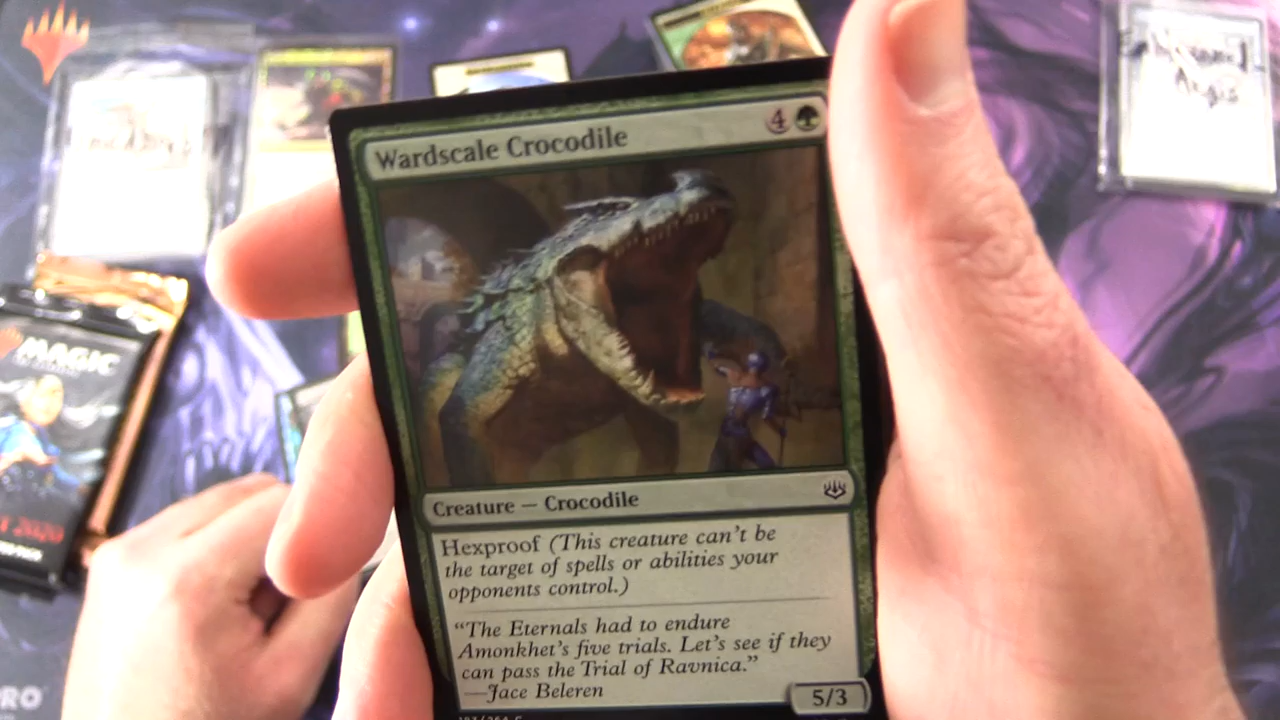 Wardscale Crocodile 4
Creature — Crocodile
Hexproof (This creature can't be
the target of spells or abilities your
opponents control.)
"The Eternals had to endure
Amonkhet's five trials. Let's see if they
can pass the Trial of Ravnica."
—Jace Beleren
5/3
MAGIC
2020
Aegis